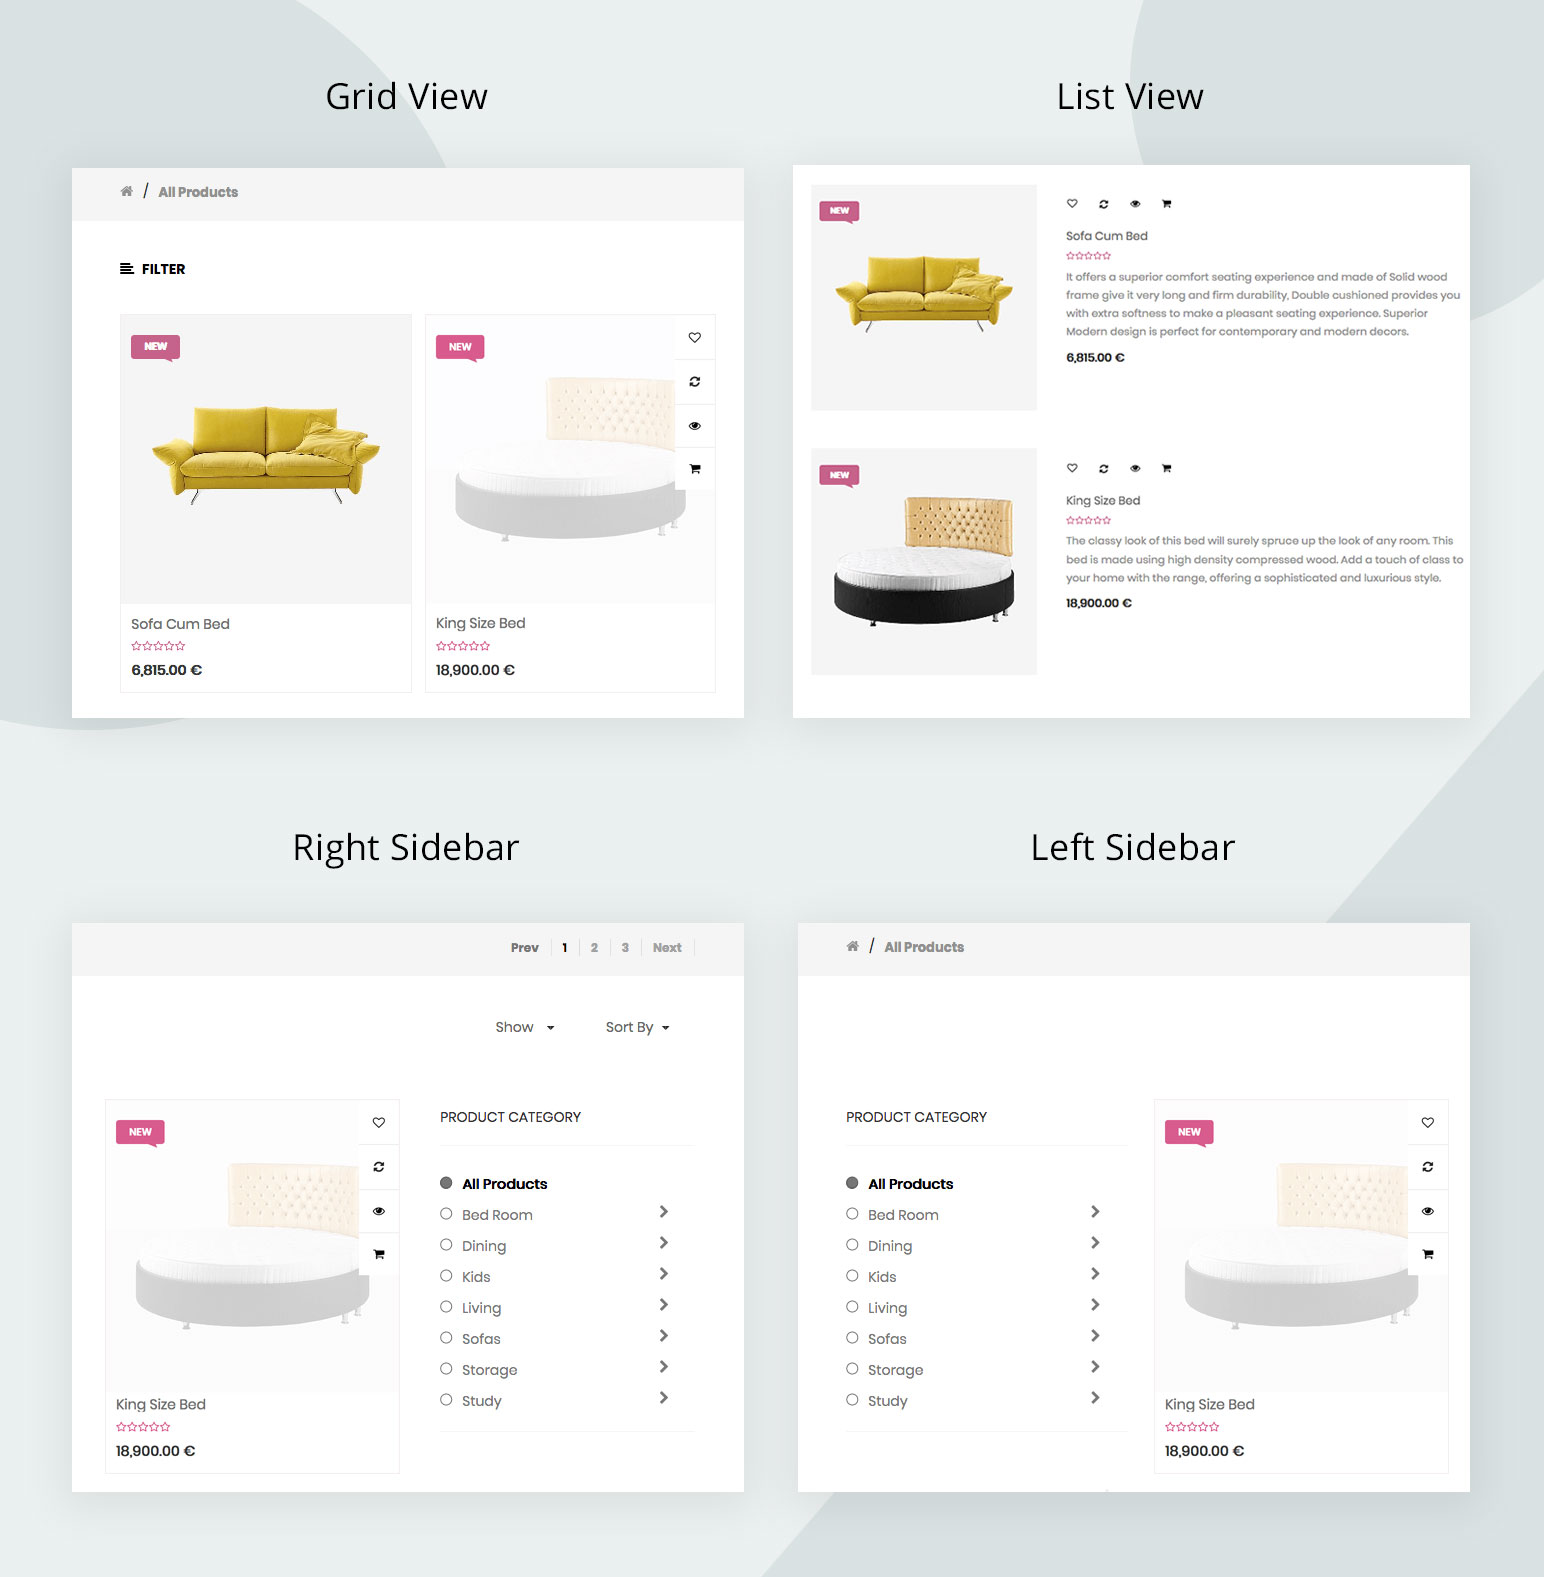 Grid View
/ All Products
FILTER
NEW
Sofa Cum Bed
6,815.00 €
NEW
King Size Bed
18,900.00 €
List View
NEW
Sofa Cum Bed
It offers a superior comfort seating experience and made of Solid wood
frame give it very long and firm durability, Double cushioned provides you
with extra softness to make a pleasant seating experience. Superior
Modern design is perfect for contemporary and modern decors.
6,815.00 €
NEW
King Size Bed
The classy look of this bed will surely spruce up the look of any room. This
bed is made using high density compressed wood. Add a touch of class to
your home with the range, offering a sophisticated and luxurious style.
18,900.00 €
Right Sidebar
Prev 1 2 3 Next
Show Sort By
NEW
King Size Bed
18,900.00 €
PRODUCT CATEGORY
All Products
Bed Room
Dining
Kids
Living
Sofas
Storage
Study
Left Sidebar
/ All Products
PRODUCT CATEGORY
All Products
Bed Room
Dining
Kids
Living
Sofas
Storage
Study
NEW
King Size Bed
18,900.00 €